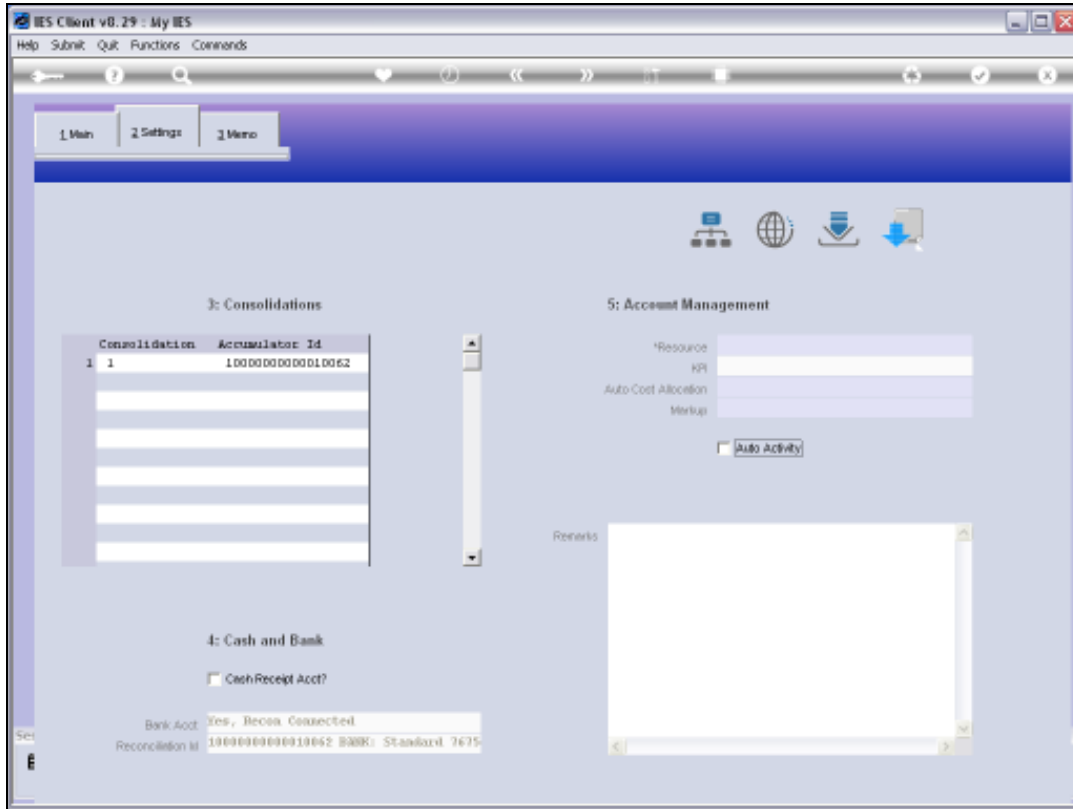 IES Client v8.29 : My IES
Help Submit Quit Functions Commands
1 Main
2 Settings
3 Memo
3: Consolidations
Consolidation Accumulator Id
1 1 10000000000010062
4: Cash and Bank
Cash Receipt Acct?
Bank Acct Yes, Recon Connected
Reconciliation Id 10000000000010062 BANK: Standard 7675
5: Account Management
*Resource
KPI
Auto Cost Allocation
Markup
Auto Activity
Remarks